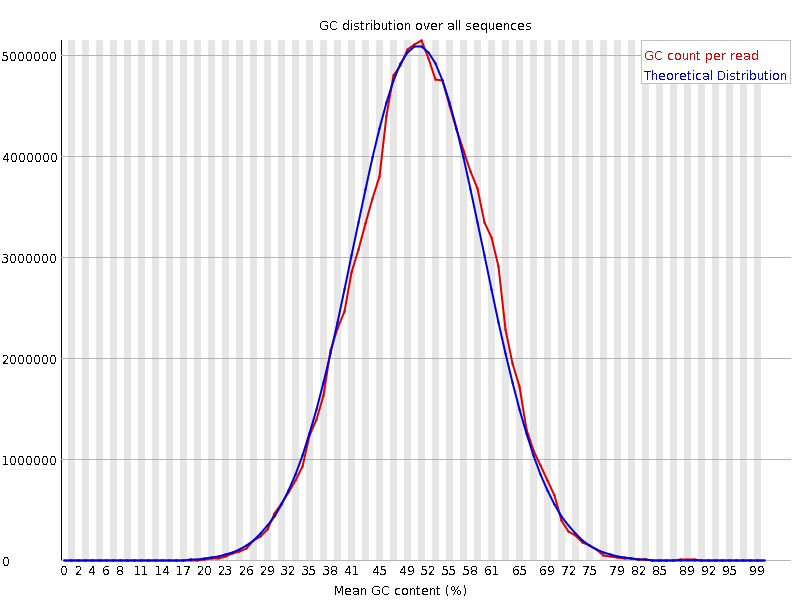 GC distribution over all sequences
GC count per read
Theoretical Distribution
5000000
4000000
3000000
2000000
1000000
0
0 2 4 6 8 11 14 17 20 23 26 29 32 35 38 41 45 49 52 55 58 61 65 69 72 75 79 82 85 89 92 95 99
Mean GC content (%)